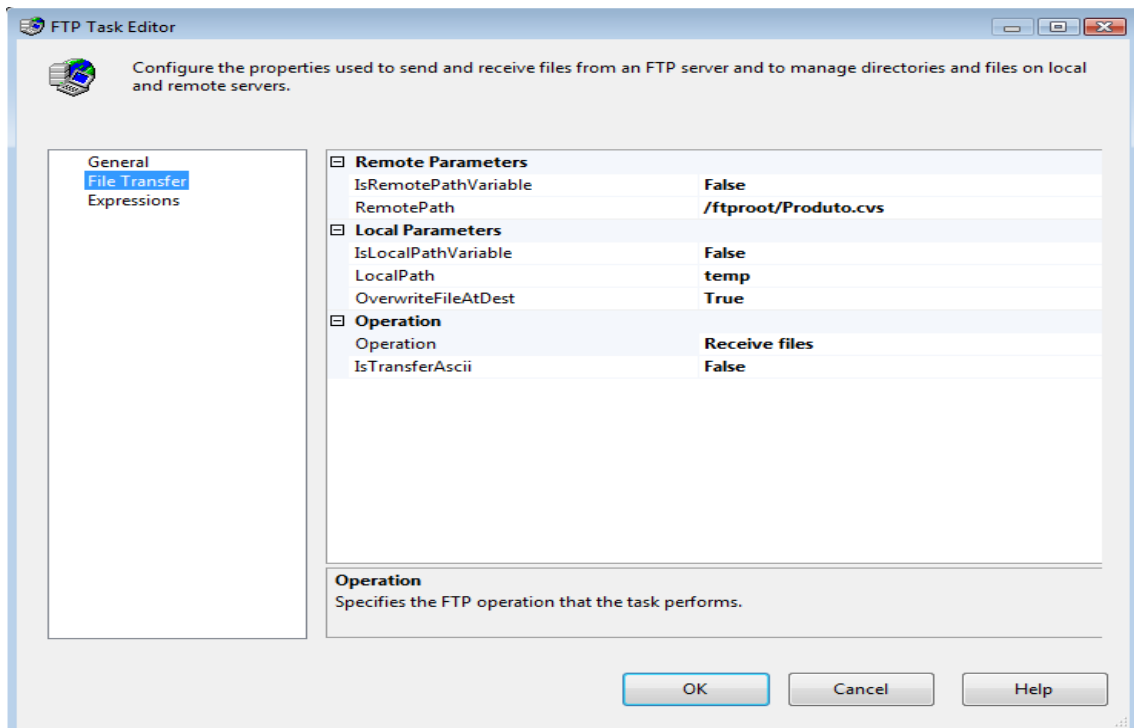 FTP Task Editor
Configure the properties used to send and receive files from an FTP server and to manage directories and files on local
and remote servers.
General
File Transfer
Expressions
Remote Parameters
IsRemotePathVariable False
RemotePath /ftproot/Produto.cvs
Local Parameters
IsLocalPathVariable False
LocalPath temp
OverwriteFileAtDest True
Operation
Operation Receive files
IsTransferAscii False
Operation
Specifies the FTP operation that the task performs.
OK Cancel Help